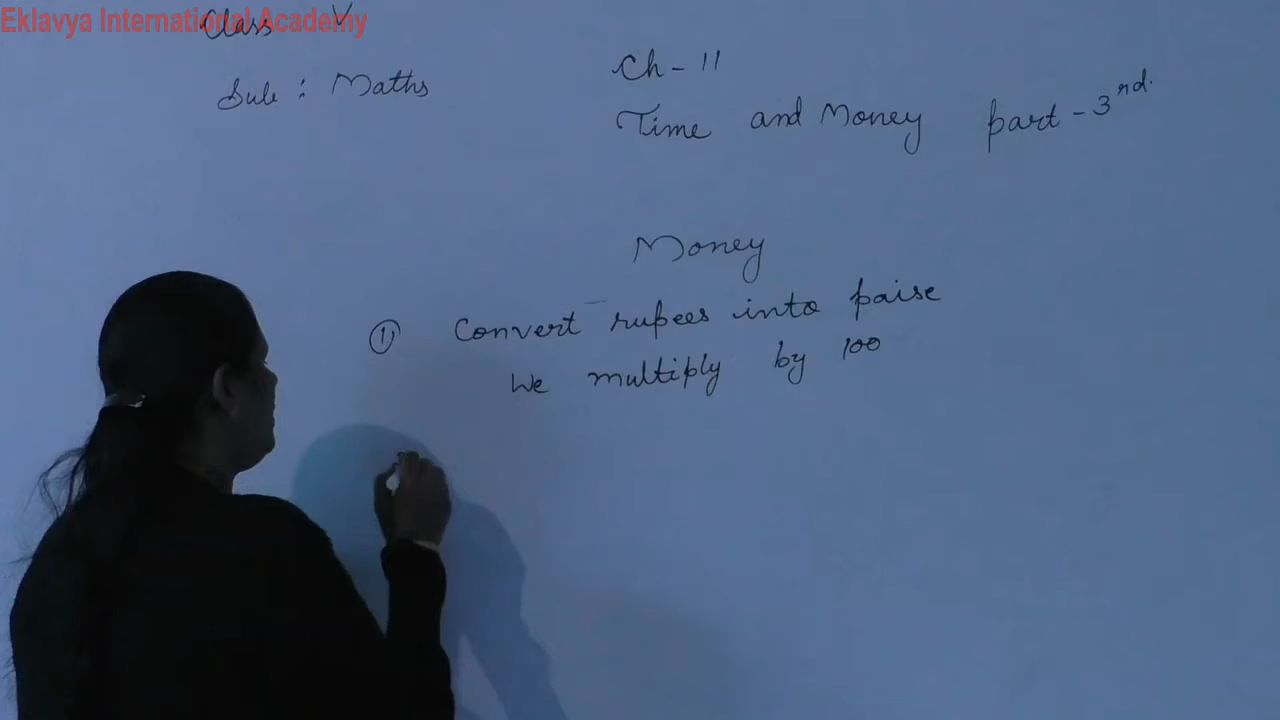 Eklavya International Academy
Class V
Sub : Maths
Ch - 11
Time and Money part - 3rd.
Money
① Convert rupees into paise
We multiply by 100